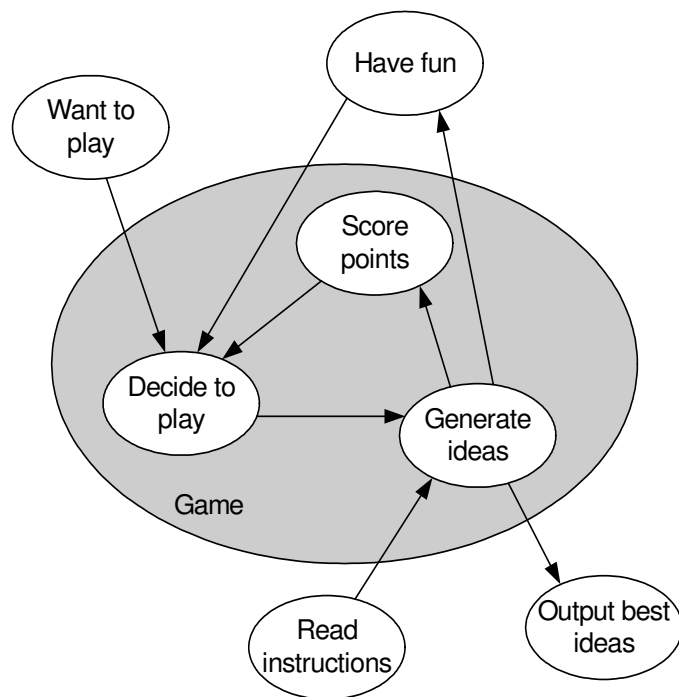 Have fun
Want to
play
Score
points
Decide to
play
Generate
ideas
Game
Read
instructions
Output best
ideas